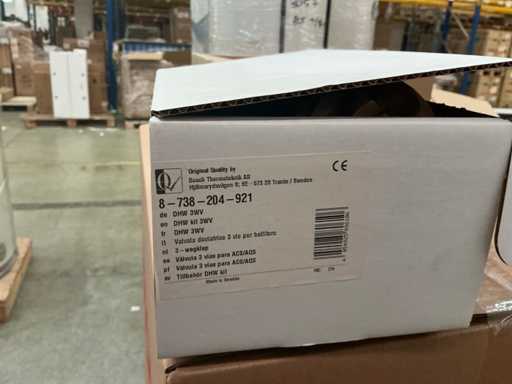 Original Quality by
Bosch Thermoteknik AB
Hjälmarydsvägen 8; SE - 573 28 Tranås / Sweden
CE
8-738-204-921
de DHW 3WV
en DHW kit 3WV
fr DHW 3WV
it Valvola deviatrice 3 vie per bollitore
nl 3-wegklep
es Válvula 3 vías para ACS/AQS
pt Válvula 3 vias para ACS/AQS
sv Tillbehör DHW kit
Made in Sweden